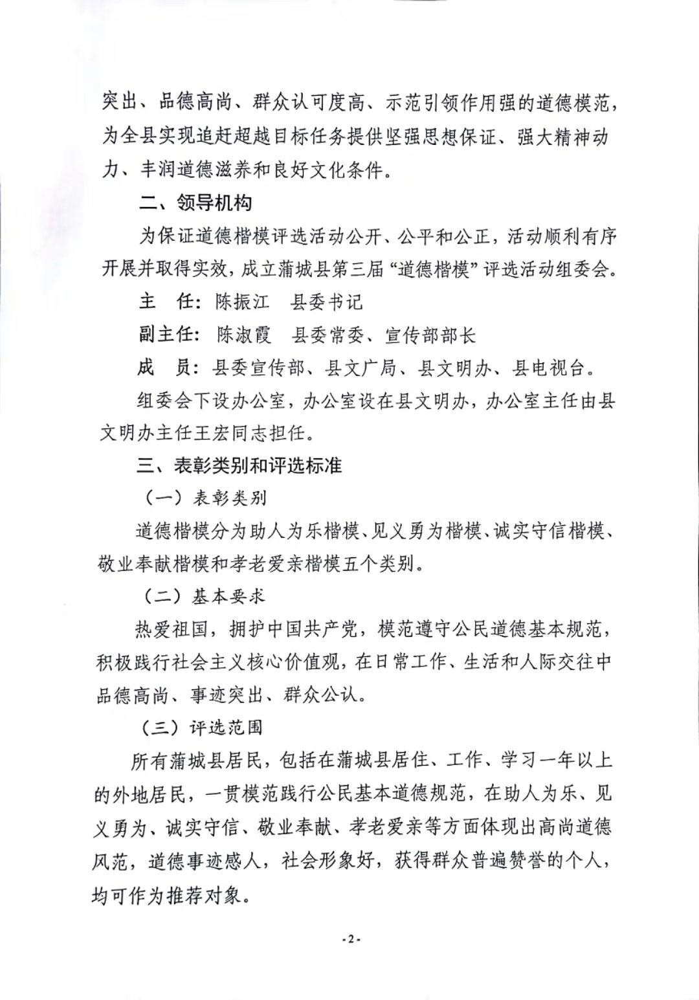 突出、品德高尚、群众认可度高、示范引领作用强的道德模范，
为全县实现追赶超越目标任务提供坚强思想保证、强大精神动
力、丰润道德滋养和良好文化条件。
二、领导机构
为保证道德楷模评选活动公开、公平和公正，活动顺利有序
开展并取得实效，成立蒲城县第三届“道德楷模”评选活动组委会。
主　任：陈振江　县委书记
副主任：陈淑霞　县委常委、宣传部部长
成　员：县委宣传部、县文广局、县文明办、县电视台。
组委会下设办公室，办公室设在县文明办，办公室主任由县
文明办主任王宏同志担任。
三、表彰类别和评选标准
（一）表彰类别
道德楷模分为助人为乐楷模、见义勇为楷模、诚实守信楷模、
敬业奉献楷模和孝老爱亲楷模五个类别。
（二）基本要求
热爱祖国，拥护中国共产党，模范遵守公民道德基本规范，
积极践行社会主义核心价值观，在日常工作、生活和人际交往中
品德高尚、事迹突出、群众公认。
（三）评选范围
所有蒲城县居民，包括在蒲城县居住、工作、学习一年以上
的外地居民，一贯模范践行公民基本道德规范，在助人为乐、见
义勇为、诚实守信、敬业奉献、孝老爱亲等方面体现出高尚道德
风范，道德事迹感人，社会形象好，获得群众普遍赞誉的个人，
均可作为推荐对象。
-2-